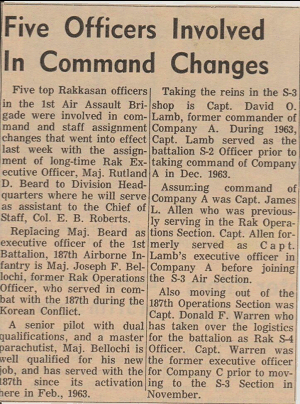 Five Officers Involved
In Command Changes
Five top Rakkasan officers
in the 1st Air Assault Bri-
gade were involved in com-
mand and staff assignment
changes that went into effect
last week with the assign-
ment of long-time Rak Ex-
ecutive Officer, Maj. Rutland
D. Beard to Division Head-
quarters where he will serve
as assistant to the Chief of
Staff, Col. E. B. Roberts.
Replacing Maj. Beard as
executive officer of the 1st
Battalion, 187th Airborne In-
fantry is Maj. Joseph F. Bel-
lochi, former Rak Operations
Officer, who served in com-
bat with the 187th during the
Korean Conflict.
A senior pilot with dual
qualifications, and a master
parachutist, Maj. Bellochi is
well qualified for his new
job, and has served with the
187th since its activation
here in Feb., 1963.
Taking the reins in the S-3
shop is Capt. David O.
Lamb, former commander of
Company A. During 1963,
Capt. Lamb served as the
battalion S-2 Officer prior to
taking command of Company
A in Dec. 1963.
Assuming command of
Company A was Capt. James
L. Allen who was previous-
ly serving in the Rak Opera-
tions Section. Capt. Allen for-
merly served as Capt.
Lamb's executive officer in
Company A before joining
the S-3 Air Section.
Also moving out of the
187th Operations Section was
Capt. Donald F. Warren who
has taken over the logistics
for the battalion as Rak S-4
Officer. Capt. Warren was
the former executive officer
for Company C prior to mov-
ing to the S-3 Section in
November.